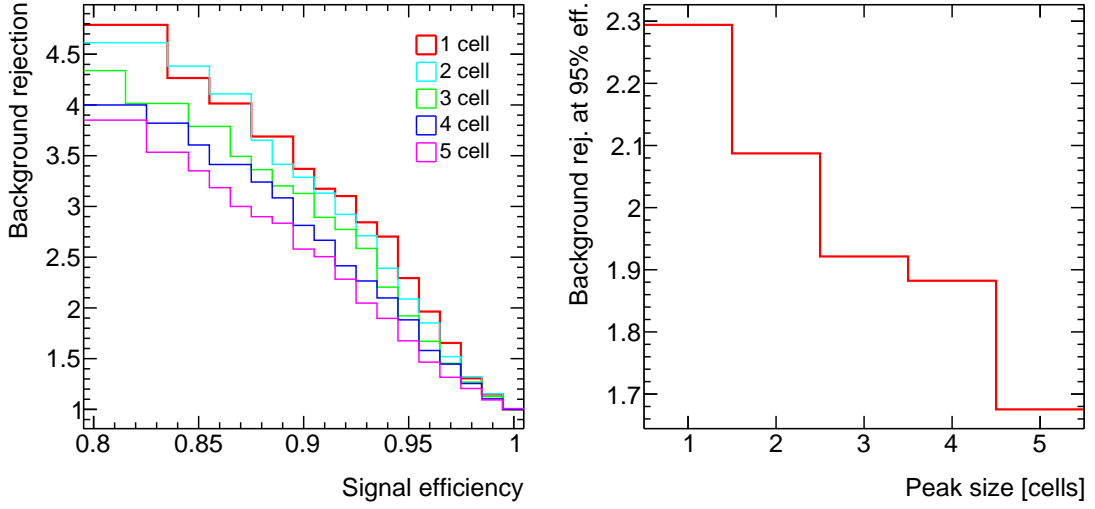 Background rejection
4.5
4
3.5
3
2.5
2
1.5
1
1 cell
2 cell
3 cell
4 cell
5 cell
0.8 0.85 0.9 0.95 1
Signal efficiency
Background rej. at 95% eff.
2.3
2.2
2.1
2
1.9
1.8
1.7
1 2 3 4 5
Peak size [cells]